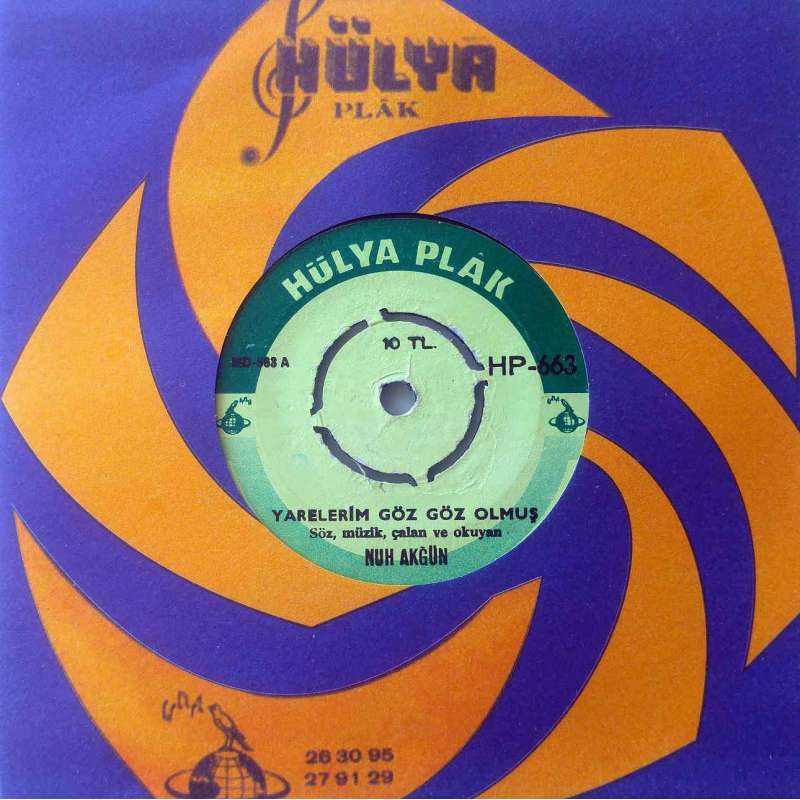 HÜLYA
PLÂK
HÜLYA PLÂK
10 TL.
HP-663
YARELERİM GÖZ GÖZ OLMUŞ
Söz, müzik, çalan ve okuyan
NUH AKĞÜN
26 30 95
27 91 29